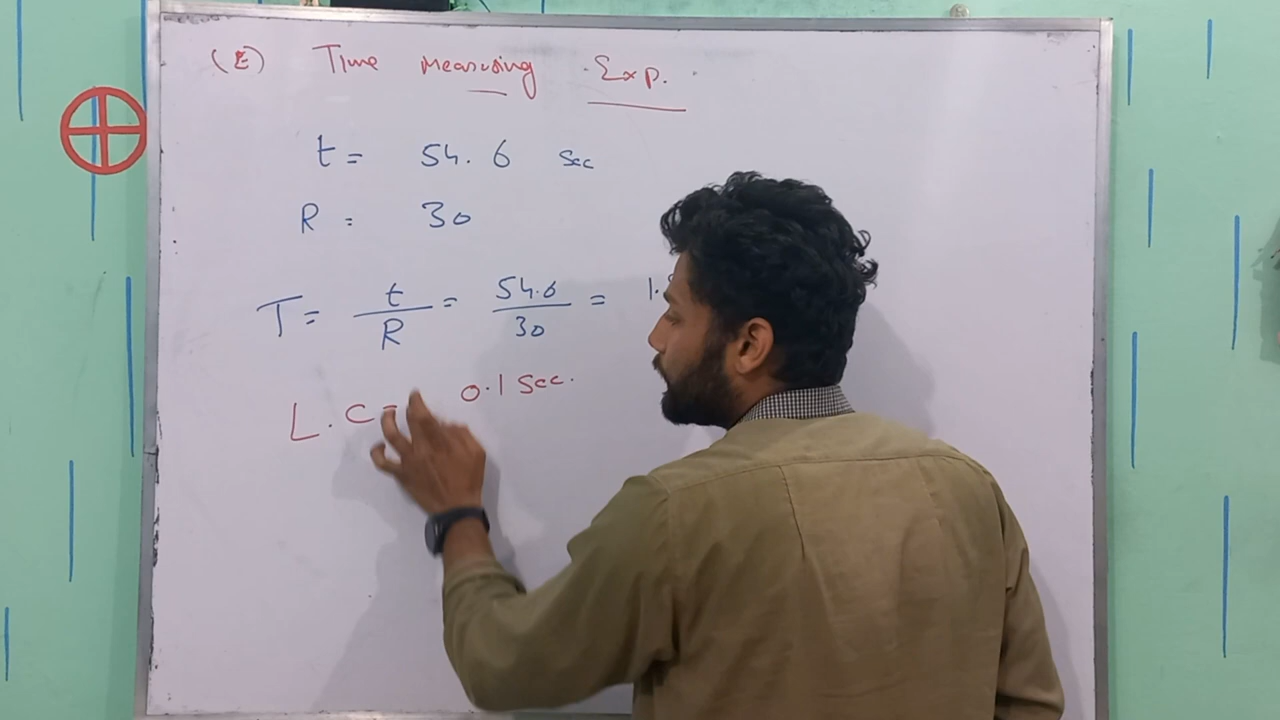 (E) Time Measuring Exp.
t = 54.6 Sec
R = 30
T = t/R = 54.6/30 = 1.
L.C = 0.1 Sec.